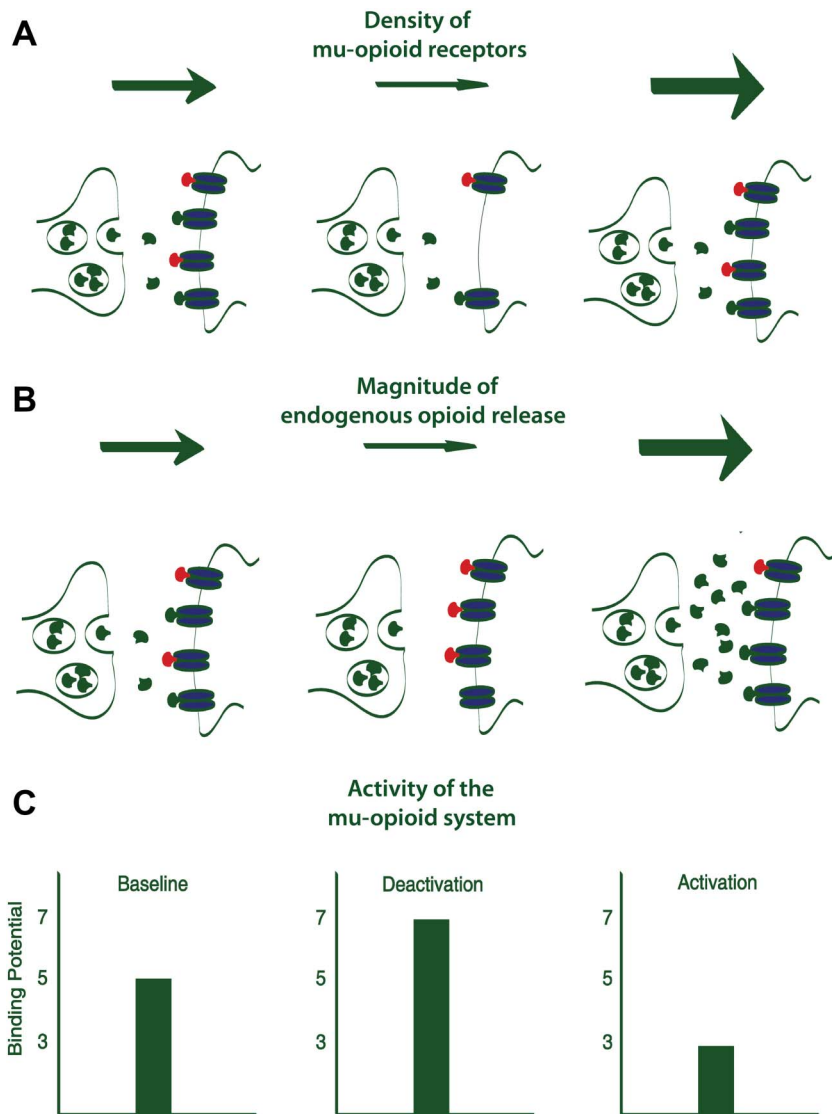 A
Density of
mu-opioid receptors
B
Magnitude of
endogenous opioid release
C
Activity of the
mu-opioid system
Baseline
Deactivation
Activation
Binding Potential
7
5
3
7
5
3
7
5
3